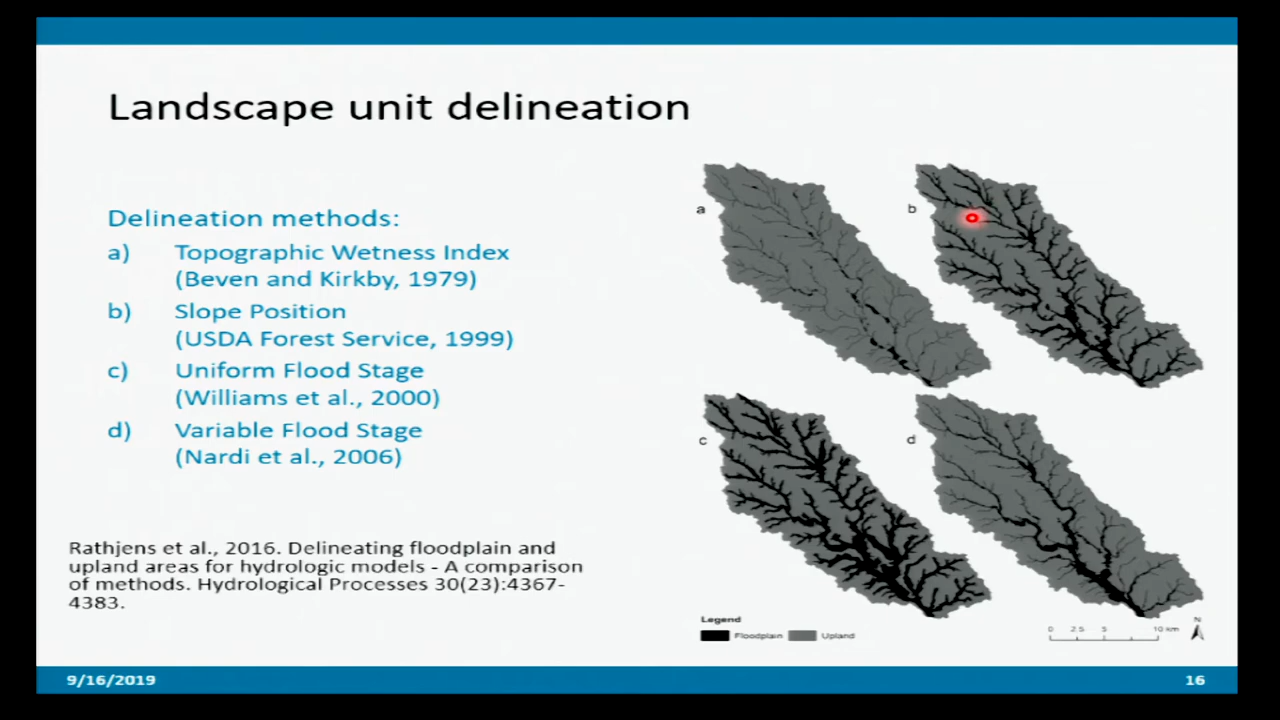 Landscape unit delineation
Delineation methods:
a) Topographic Wetness Index
(Beven and Kirkby, 1979)
b) Slope Position
(USDA Forest Service, 1999)
c) Uniform Flood Stage
(Williams et al., 2000)
d) Variable Flood Stage
(Nardi et al., 2006)
Rathjens et al., 2016. Delineating floodplain and
upland areas for hydrologic models - A comparison
of methods. Hydrological Processes 30(23):4367-
4383.
a
b
c
d
Legend
Floodplain Upland
0 2.5 5 10 km
N
9/16/2019
16